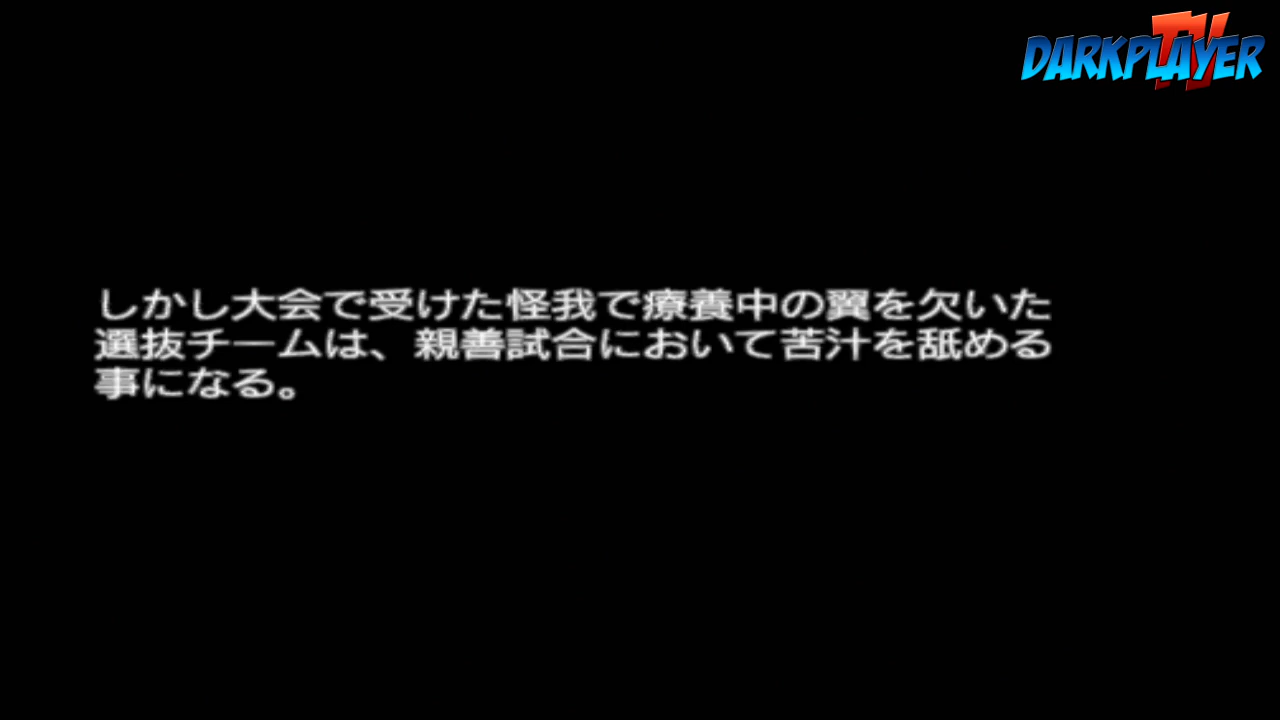 DARKPLAYER
TV
しかし大会で受けた怪我で療養中の翼を欠いた
選抜チームは、親善試合において苦汁を舐める
事になる。